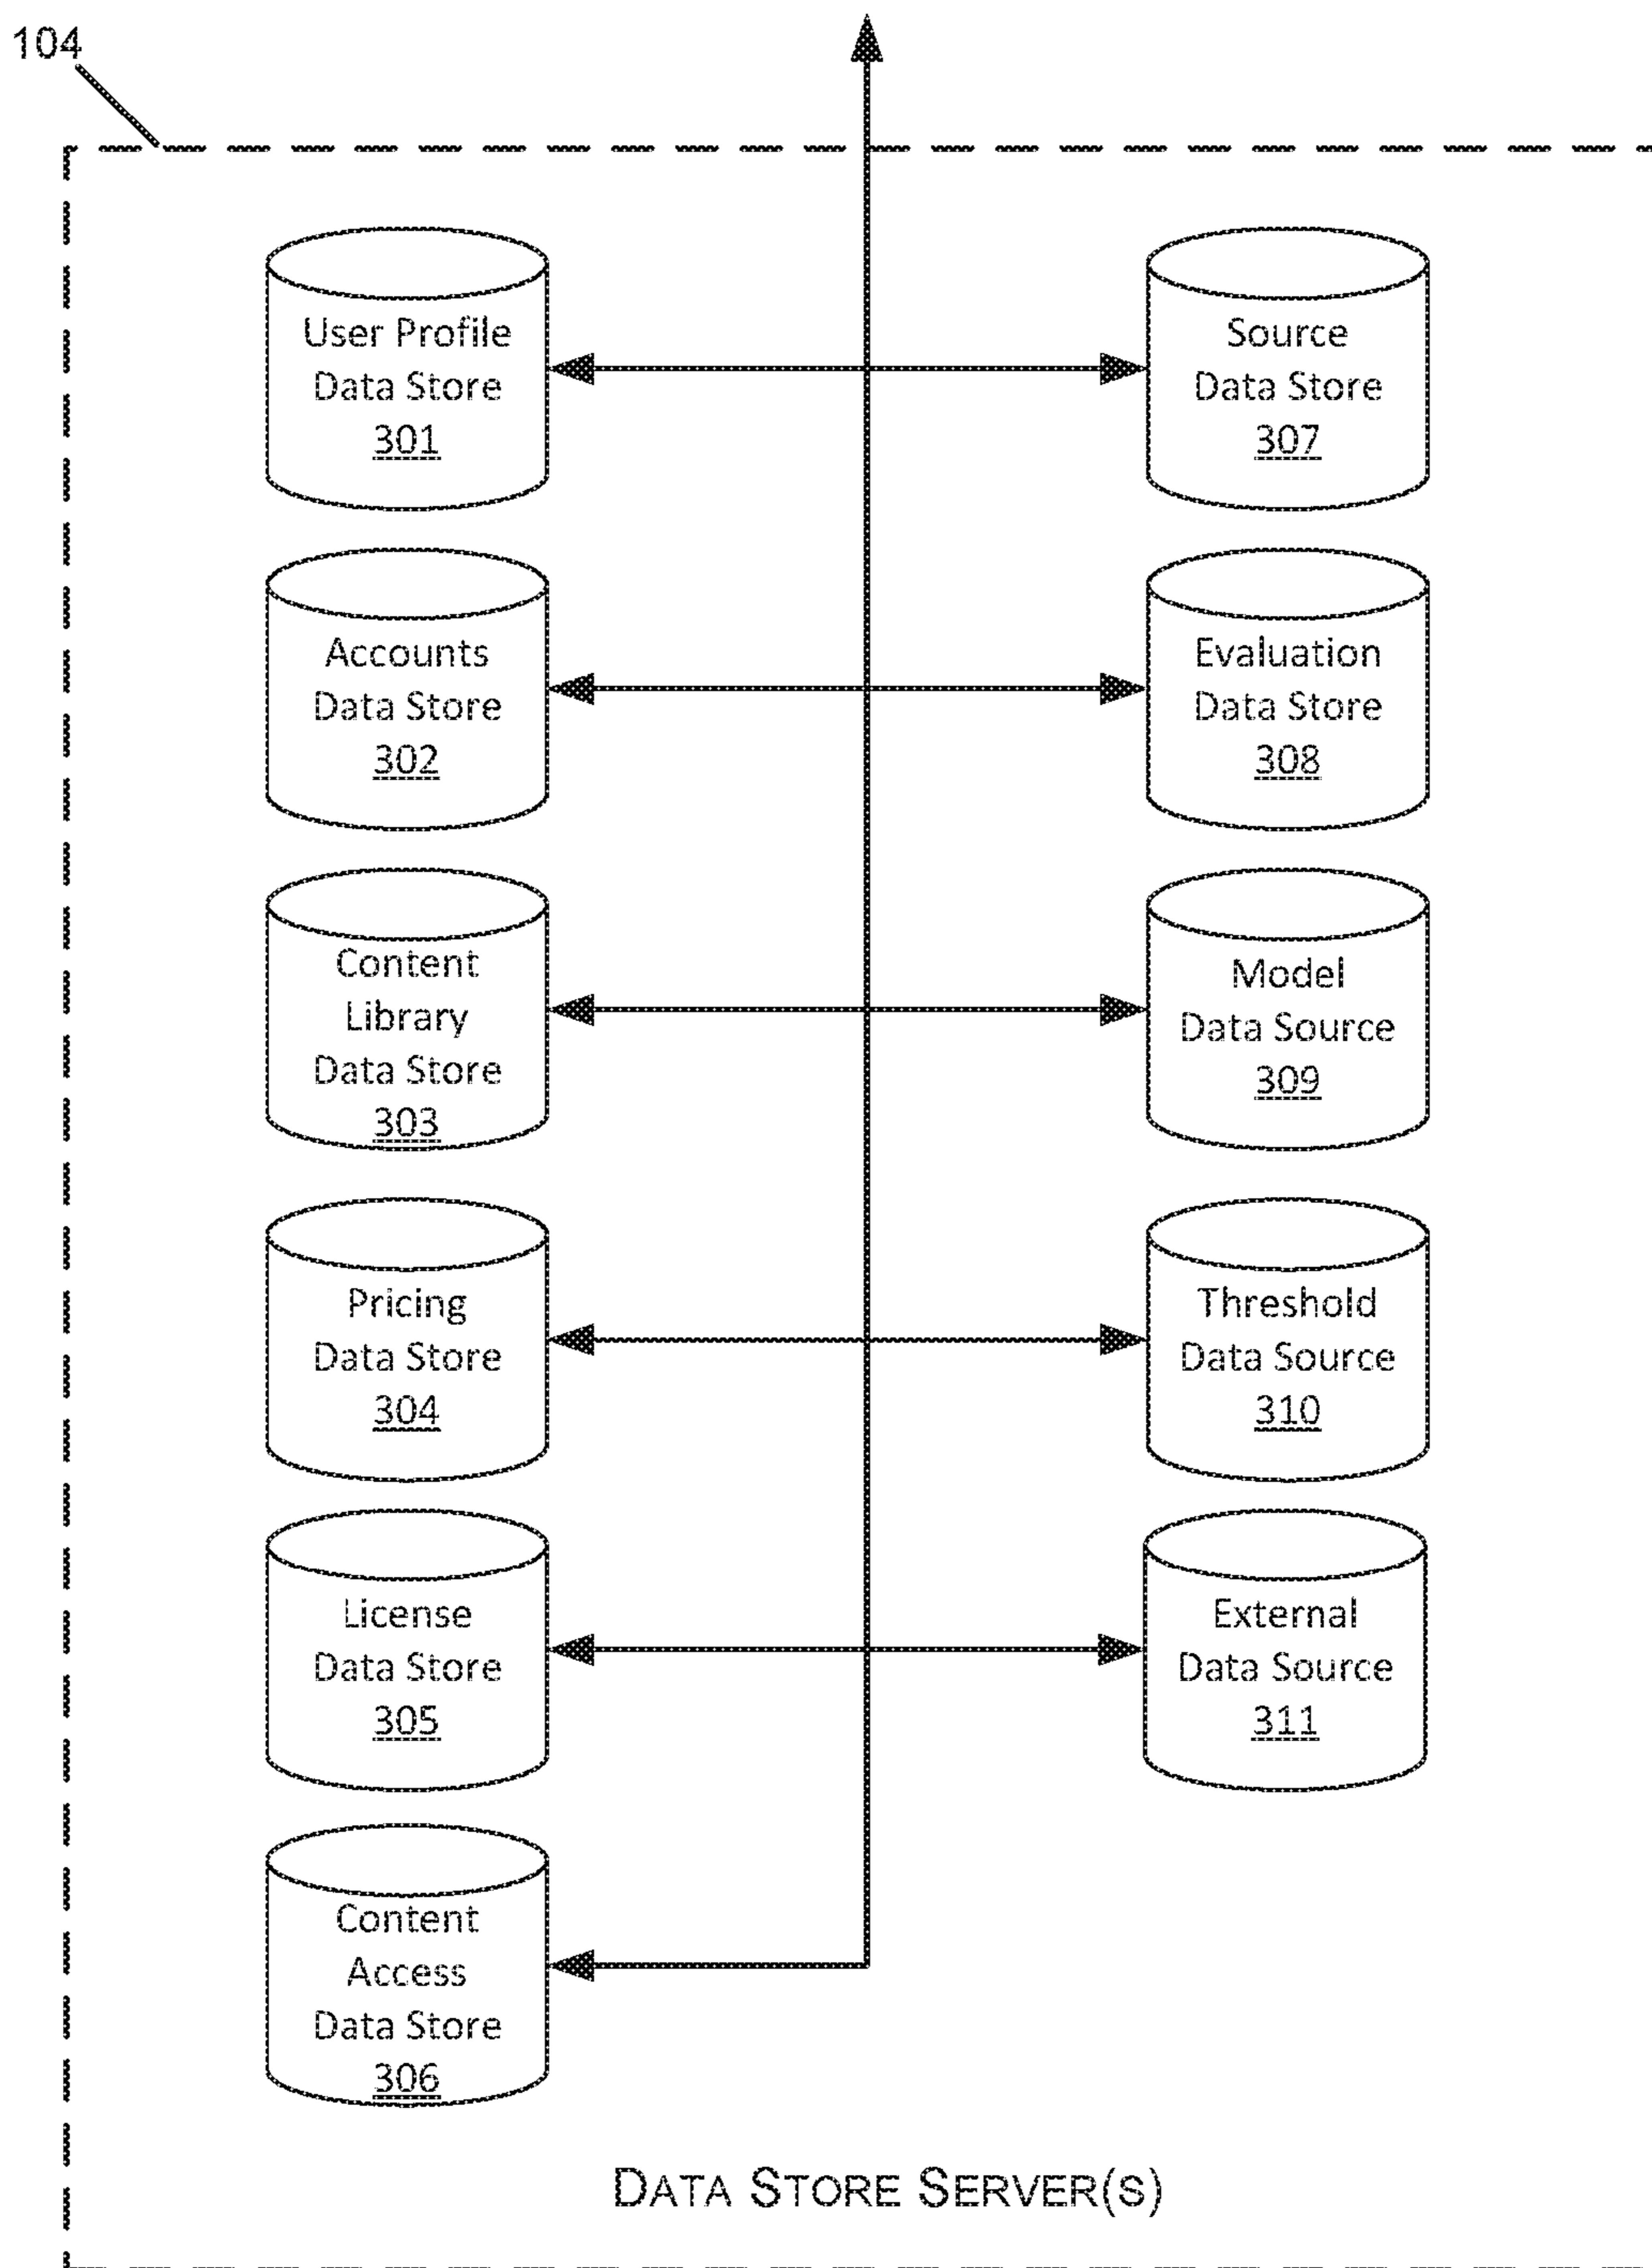 104
User Profile
Data Store
301
Source
Data Store
307
Accounts
Data Store
302
Evaluation
Data Store
308
Content
Library
Data Store
303
Model
Data Source
309
Pricing
Data Store
304
Threshold
Data Source
310
License
Data Store
305
External
Data Source
311
Content
Access
Data Store
306
DATA STORE SERVER(S)